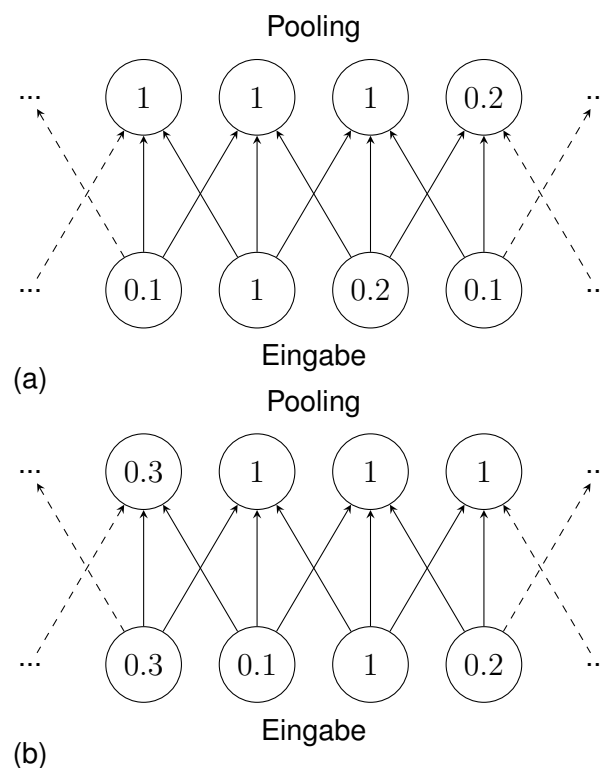 Pooling
... 1 1 1 0.2 ..
... 0.1 1 0.2 0.1 ..
Eingabe
(a)
Pooling
... 0.3 1 1 1 ..
... 0.3 0.1 1 0.2 ..
Eingabe
(b)